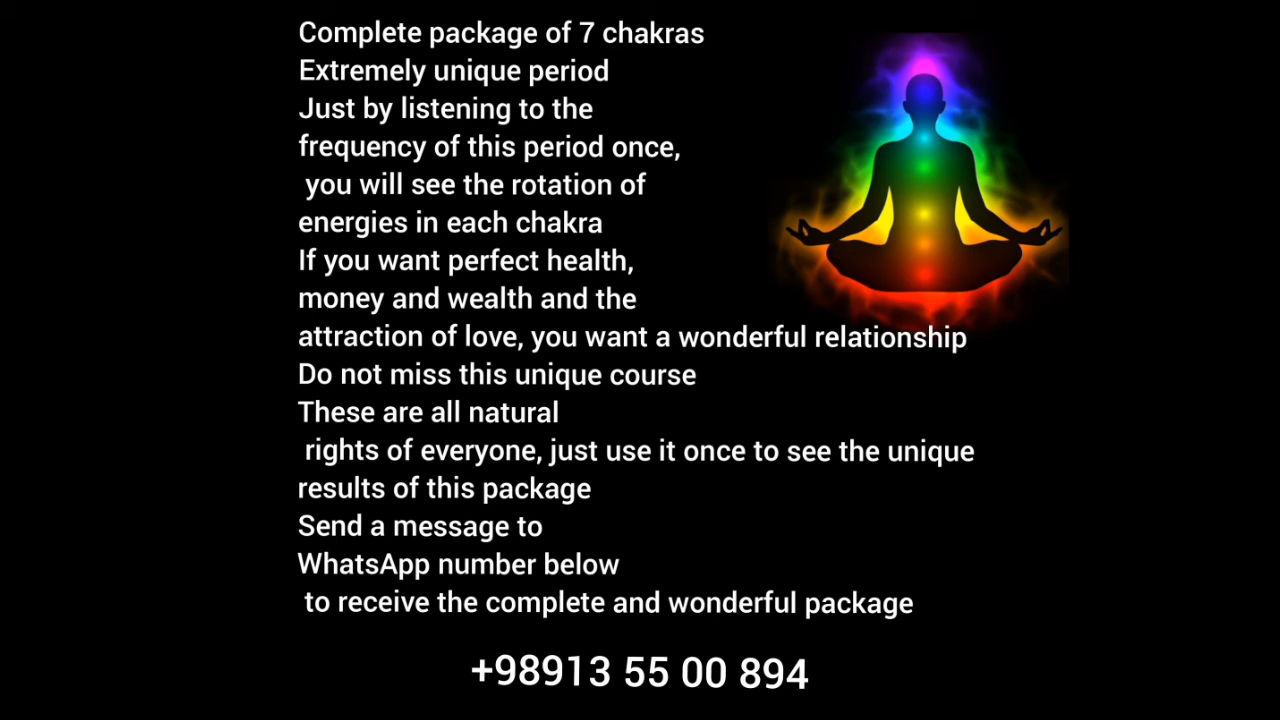 Complete package of 7 chakras
Extremely unique period
Just by listening to the
frequency of this period once,
you will see the rotation of
energies in each chakra
If you want perfect health,
money and wealth and the
attraction of love, you want a wonderful relationship
Do not miss this unique course
These are all natural
rights of everyone, just use it once to see the unique
results of this package
Send a message to
WhatsApp number below
to receive the complete and wonderful package
+98913 55 00 894